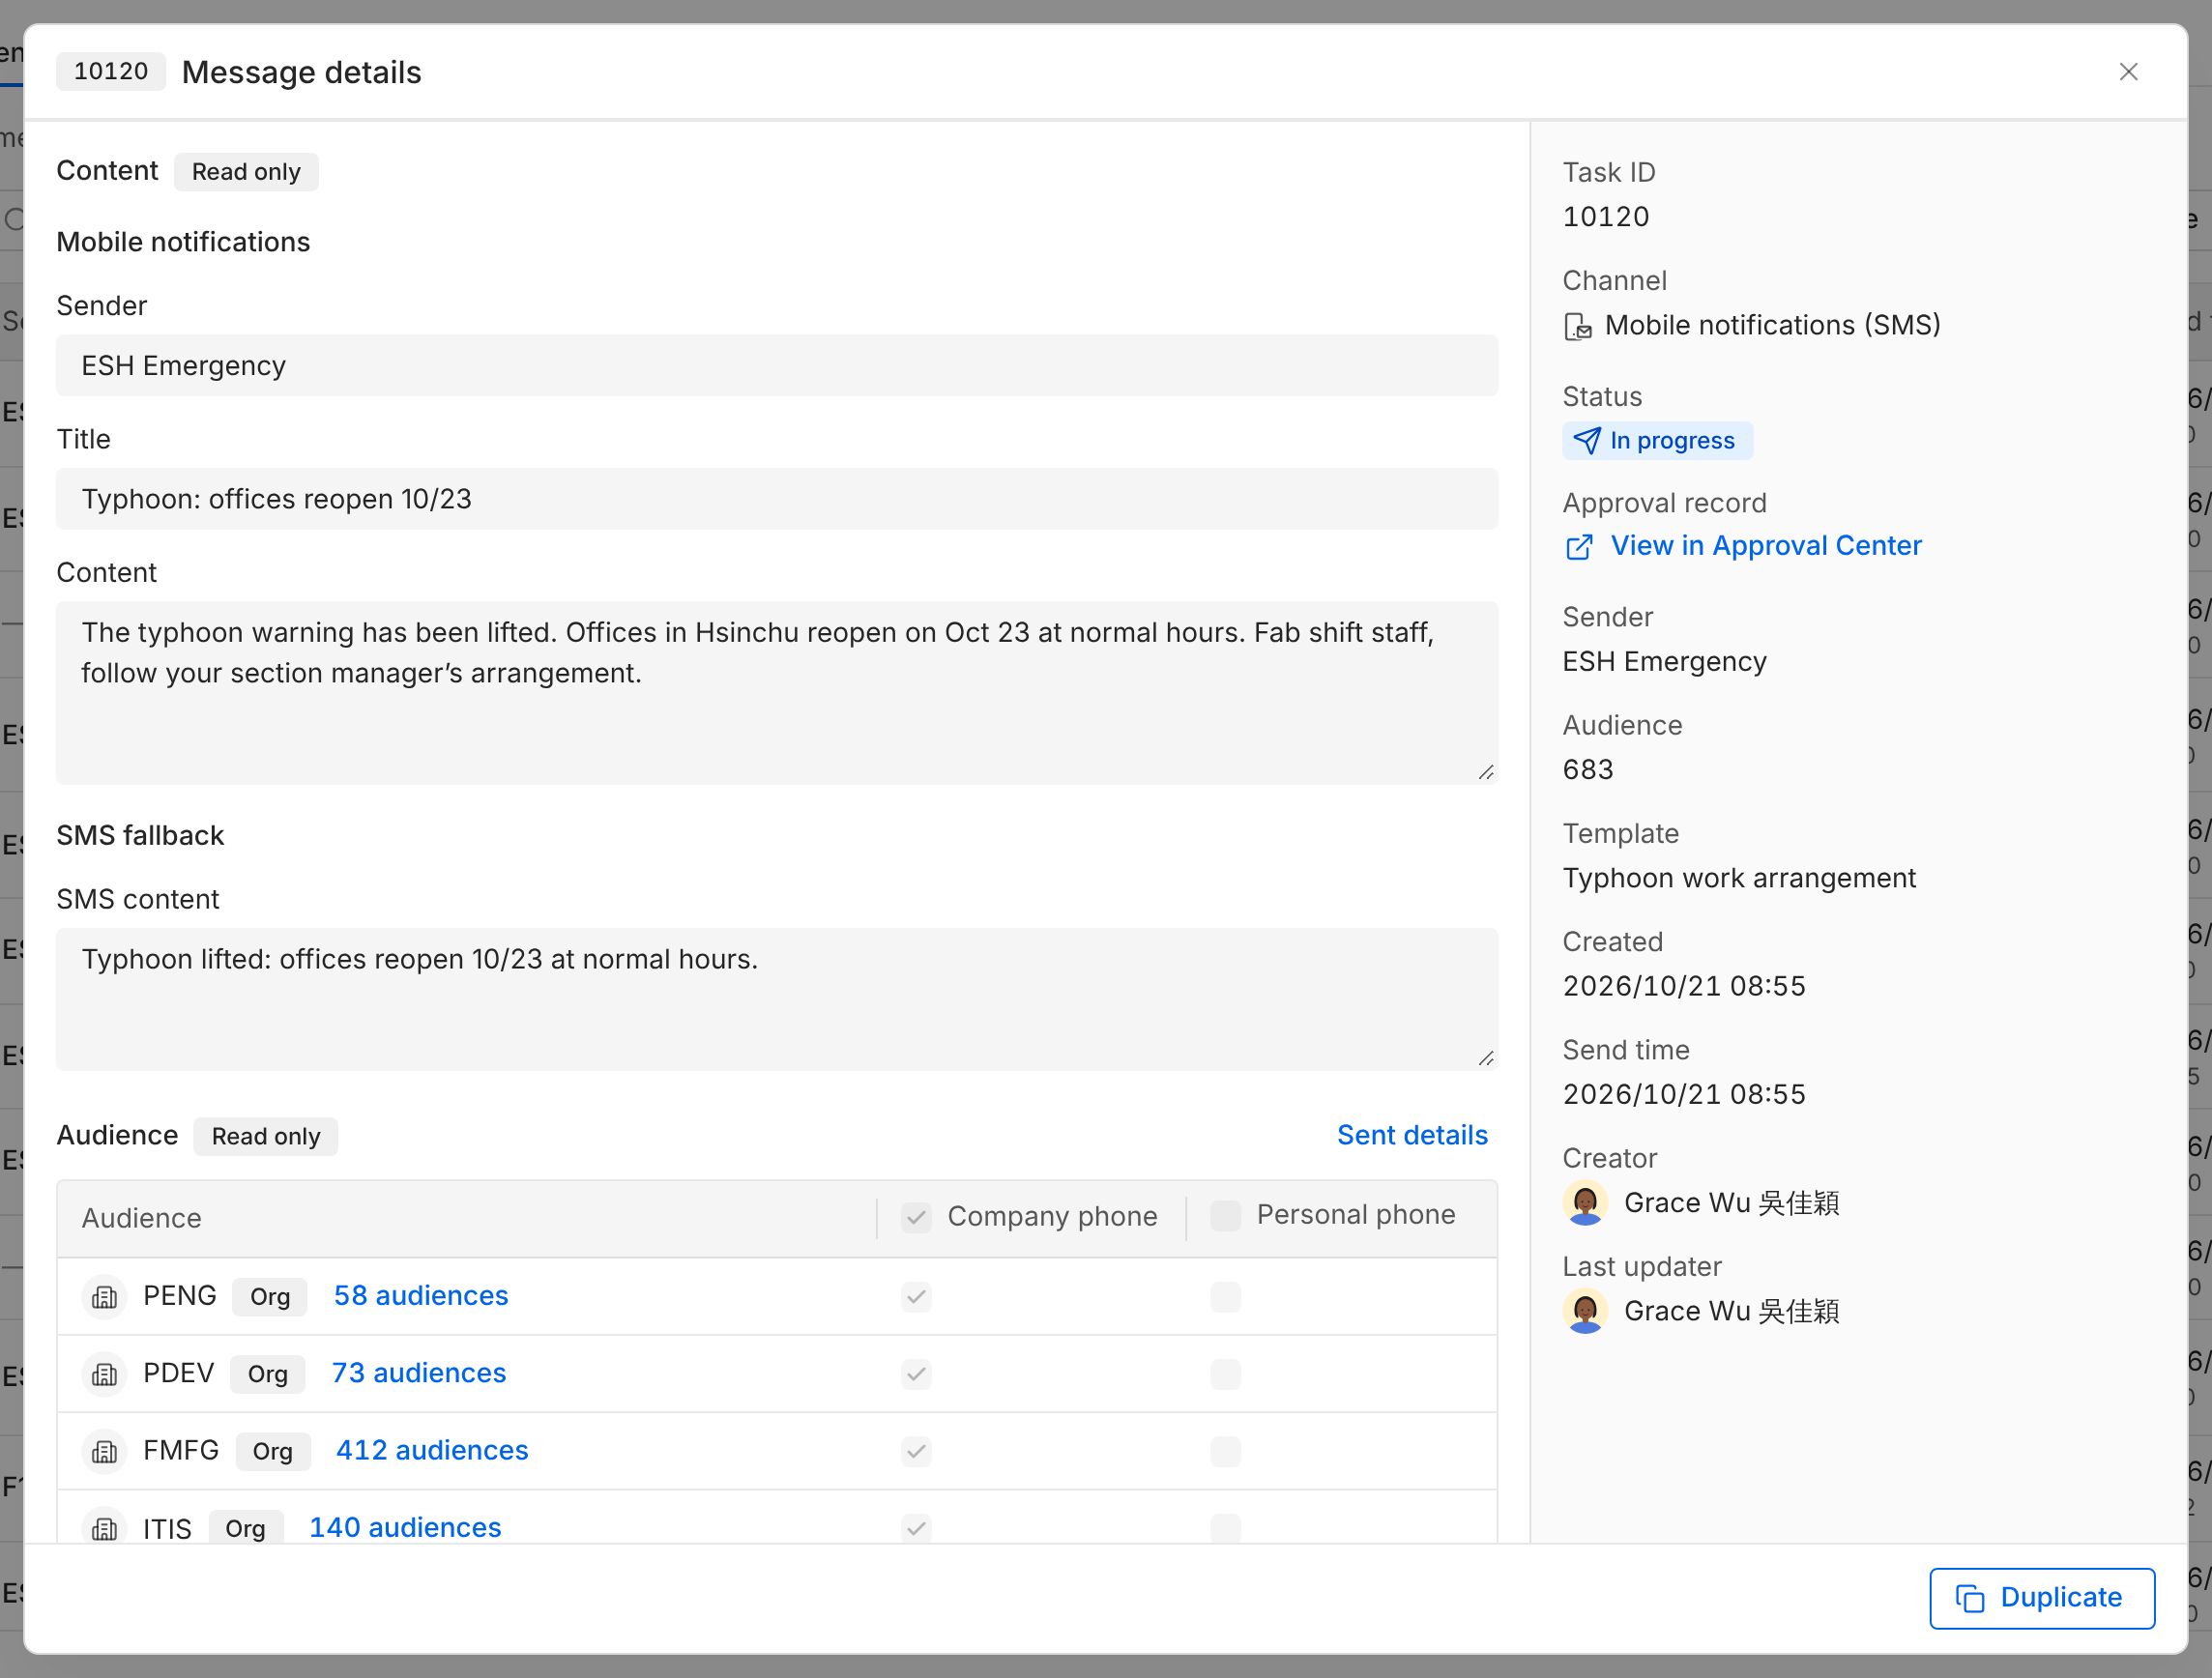 10120 Message details
Content Read only
Mobile notifications
Sender
ESH Emergency
Title
Typhoon: offices reopen 10/23
Content
The typhoon warning has been lifted. Offices in Hsinchu reopen on Oct 23 at normal hours. Fab shift staff,
follow your section manager’s arrangement.
SMS fallback
SMS content
Typhoon lifted: offices reopen 10/23 at normal hours.
Audience Read only Sent details
Audience Company phone Personal phone
PENG Org 58 audiences
PDEV Org 73 audiences
FMFG Org 412 audiences
ITIS Org 140 audiences
Task ID
10120
Channel
Mobile notifications (SMS)
Status
In progress
Approval record
View in Approval Center
Sender
ESH Emergency
Audience
683
Template
Typhoon work arrangement
Created
2026/10/21 08:55
Send time
2026/10/21 08:55
Creator
Grace Wu 吳佳穎
Last updater
Grace Wu 吳佳穎
Duplicate